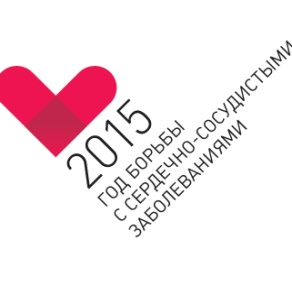 2015
ГОД БОРЬБЫ
С СЕРДЕЧНО-СОСУДИСТЫМИ
ЗАБОЛЕВАНИЯМИ